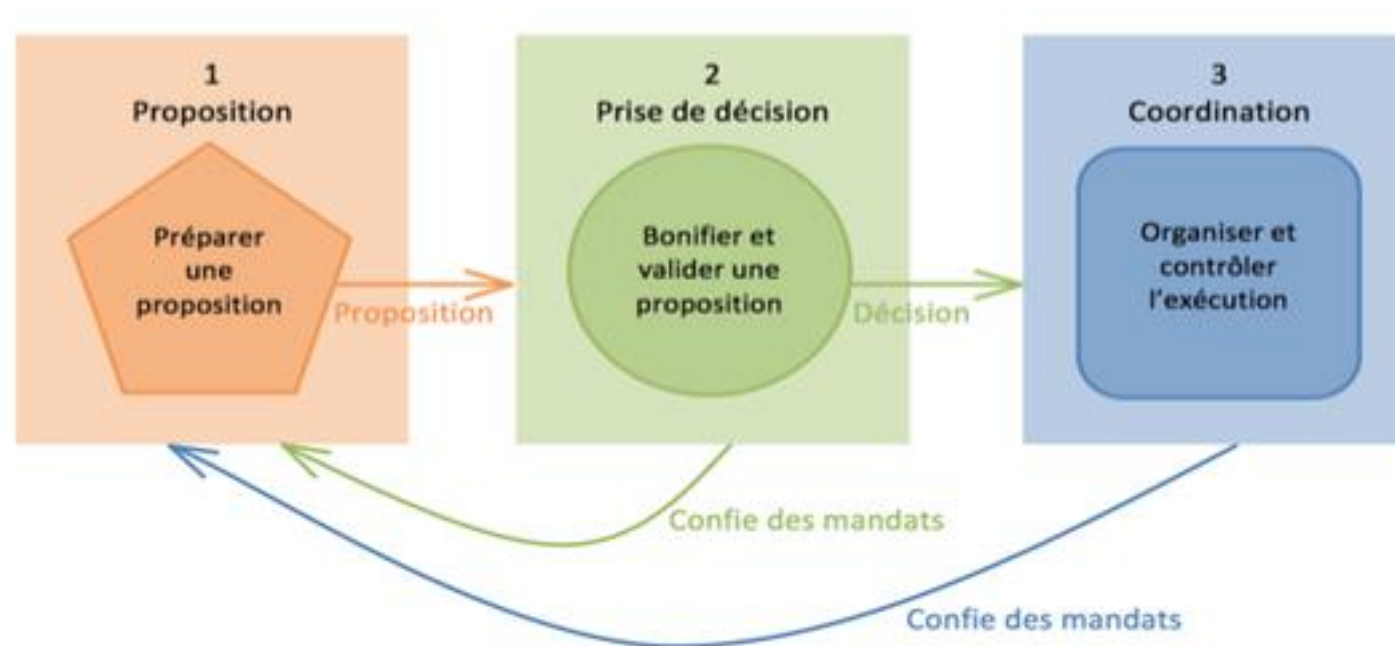 1
Proposition
Préparer
une
proposition
Proposition
2
Prise de décision
Bonifier et
valider une
proposition
Décision
3
Coordination
Organiser et
contrôler
l'exécution
Confie des mandats
Confie des mandats